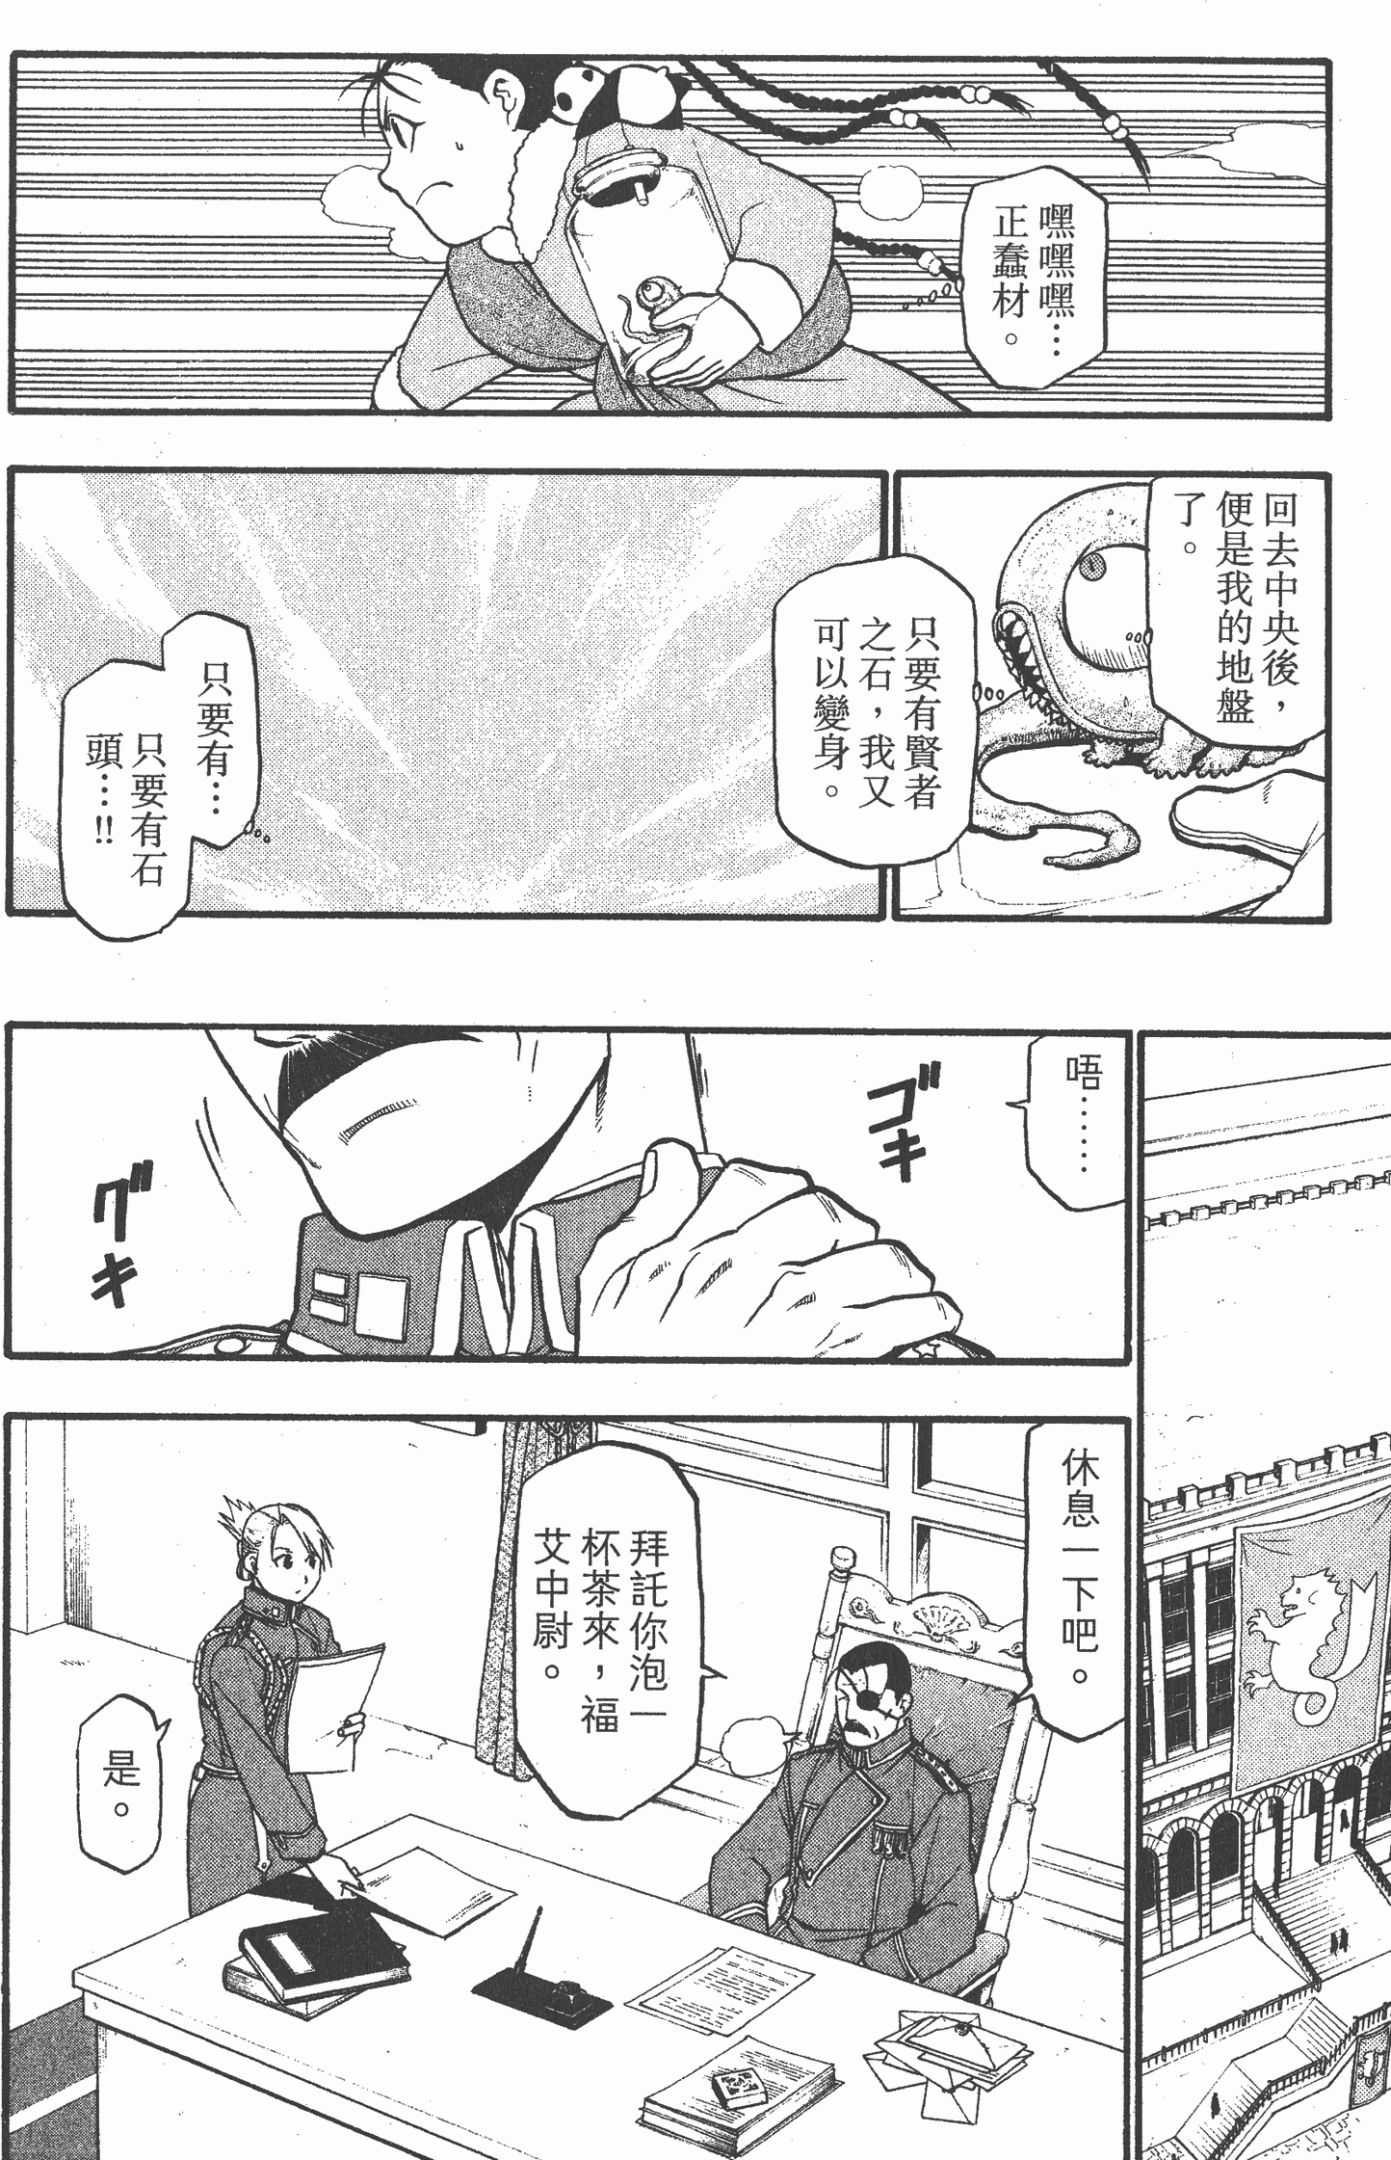 嘿嘿嘿…
正蠢材。
回去中央後，
便是我的地盤
了。
只要有賢者
之石，我又
可以變身。
只要有…
只要有石
頭…!!
唔……
ゴキ
グキ
休息一下吧。
拜託你泡一
杯茶來，福
艾中尉。
是。